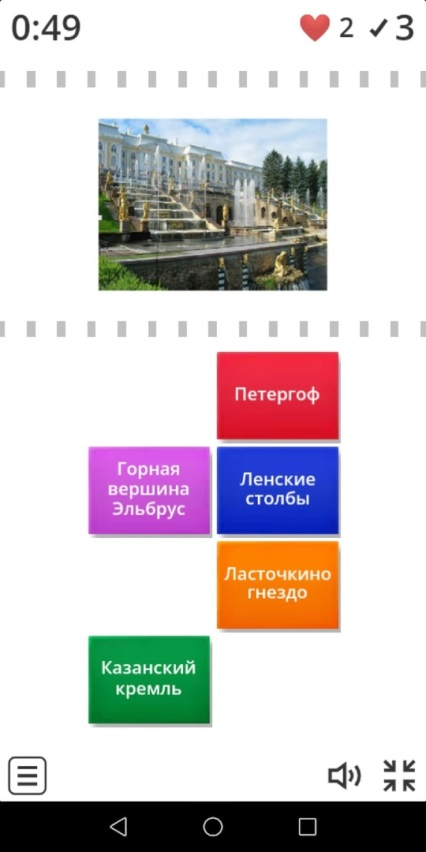 0:49
2
3
Петергоф
Горная
вершина
Эльбрус
Ленские
столбы
Ласточкино
гнездо
Казанский
кремль